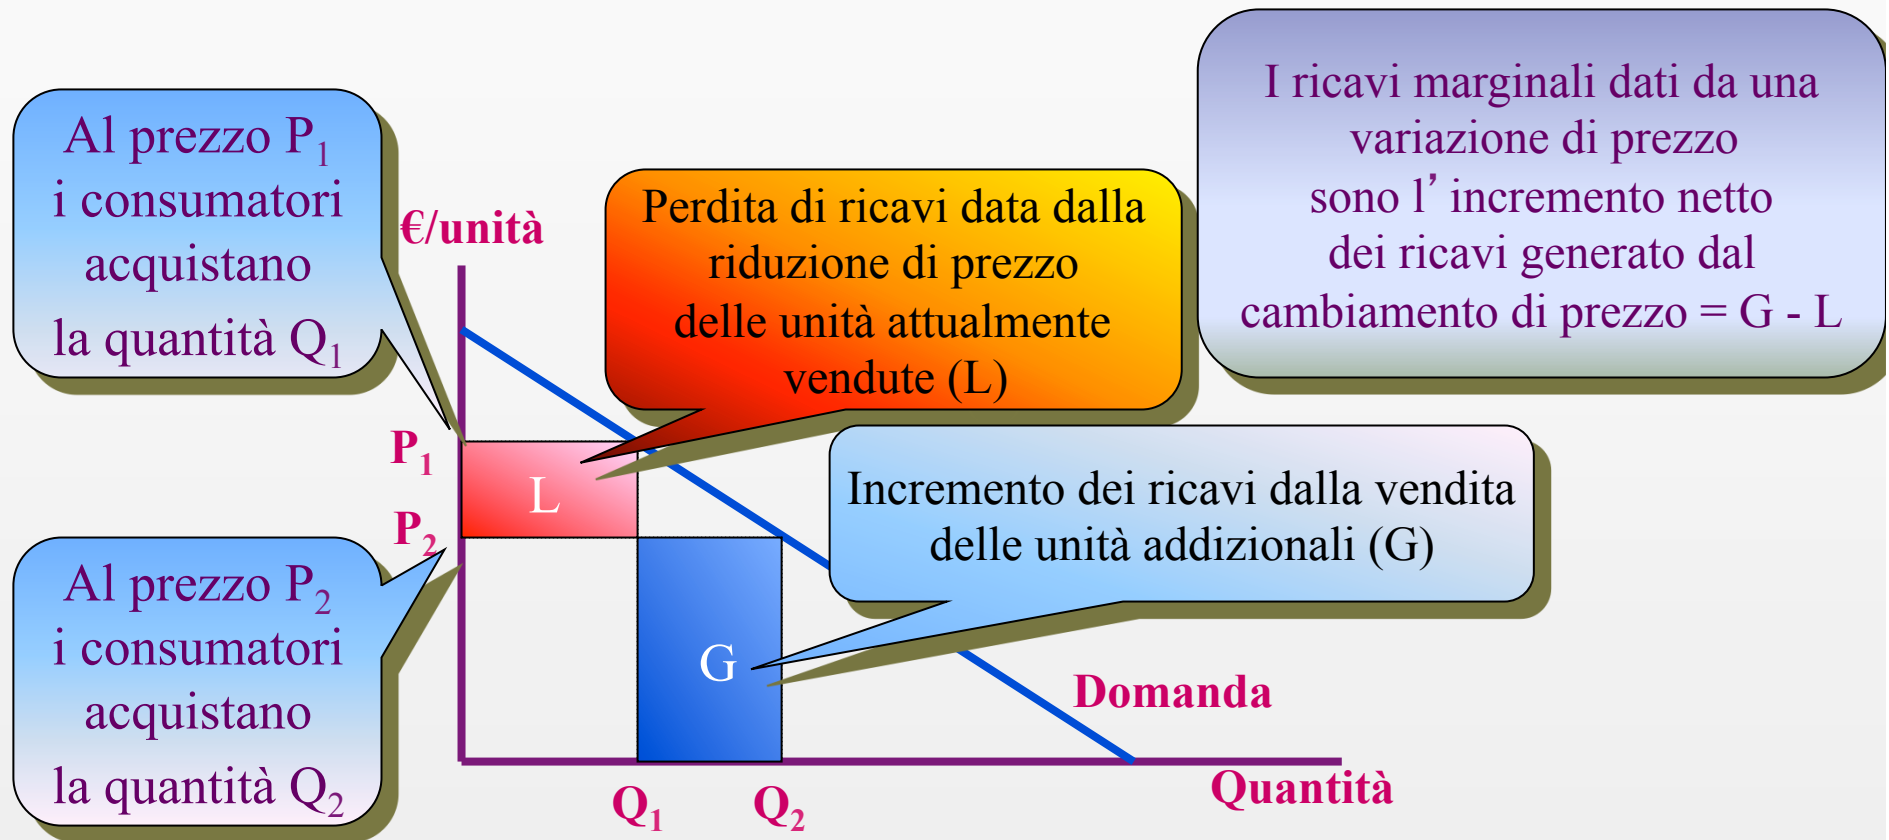 Al prezzo P₁
i consumatori
acquistano
la quantità Q₁
€/unità
Perdita di ricavi data dalla
riduzione di prezzo
delle unità attualmente
vendute (L)
I ricavi marginali dati da una
variazione di prezzo
sono l’ incremento netto
dei ricavi generato dal
cambiamento di prezzo = G - L
P₁
L
P₂
Incremento dei ricavi dalla vendita
delle unità addizionali (G)
Al prezzo P₂
i consumatori
acquistano
la quantità Q₂
G
Domanda
Quantità
Q₁
Q₂